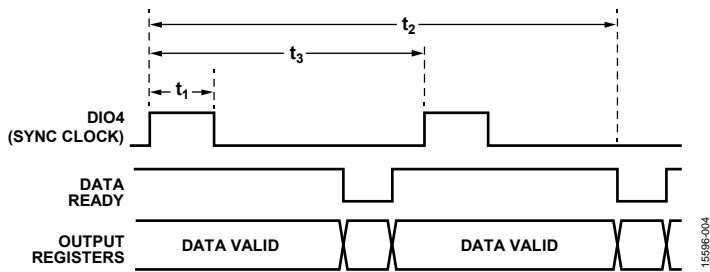 t2
t3
t1
DIO4
(SYNC CLOCK)
DATA
READY
OUTPUT
REGISTERS
DATA VALID
DATA VALID
15596-004